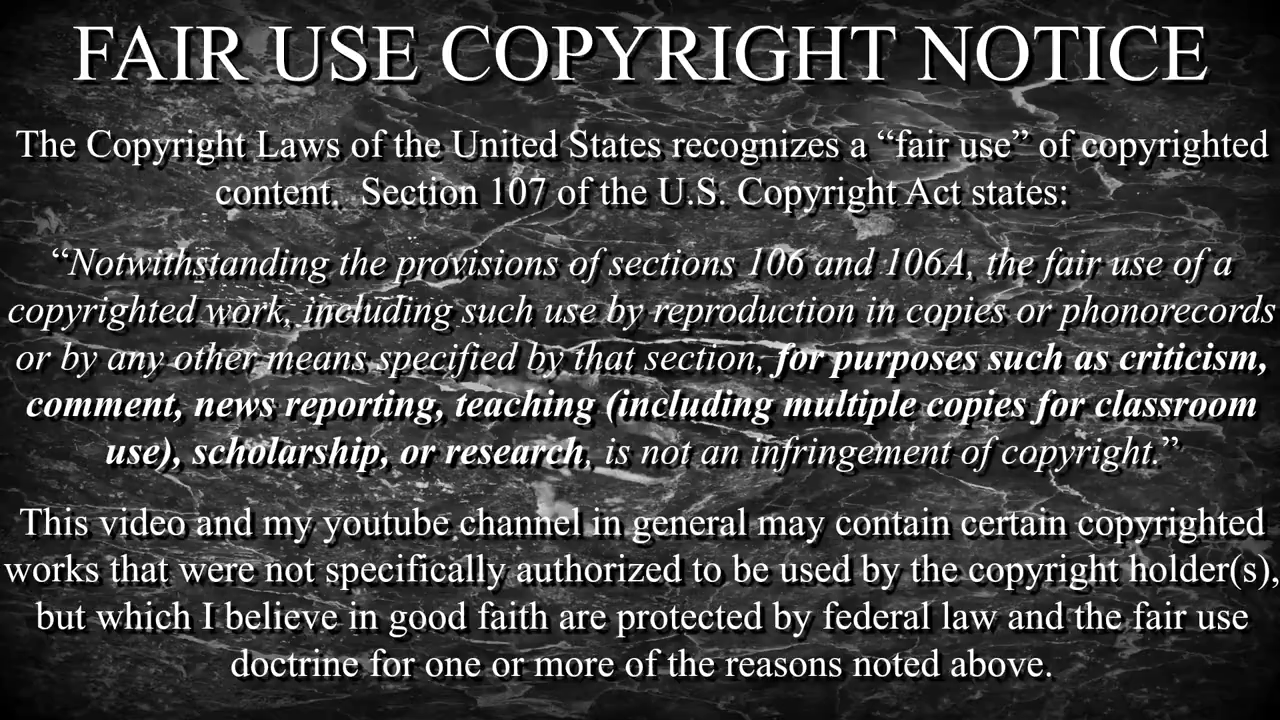 FAIR USE COPYRIGHT NOTICE
The Copyright Laws of the United States recognizes a “fair use” of copyrighted
content.  Section 107 of the U.S. Copyright Act states:
“Notwithstanding the provisions of sections 106 and 106A, the fair use of a
copyrighted work, including such use by reproduction in copies or phonorecords
or by any other means specified by that section, for purposes such as criticism,
comment, news reporting, teaching (including multiple copies for classroom
use), scholarship, or research, is not an infringement of copyright.”
This video and my youtube channel in general may contain certain copyrighted
works that were not specifically authorized to be used by the copyright holder(s),
but which I believe in good faith are protected by federal law and the fair use
doctrine for one or more of the reasons noted above.